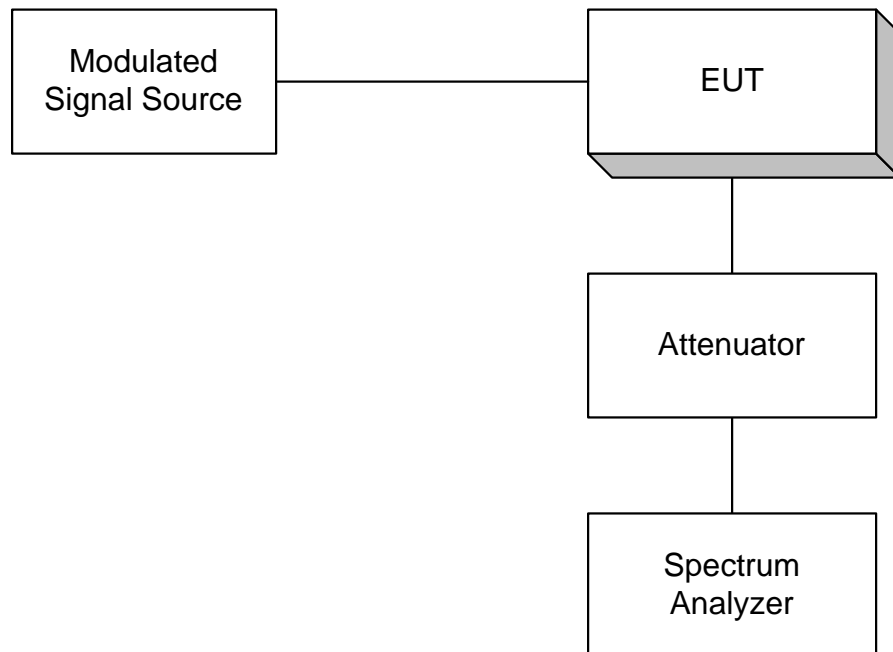 Modulated
Signal Source
EUT
Attenuator
Spectrum
Analyzer